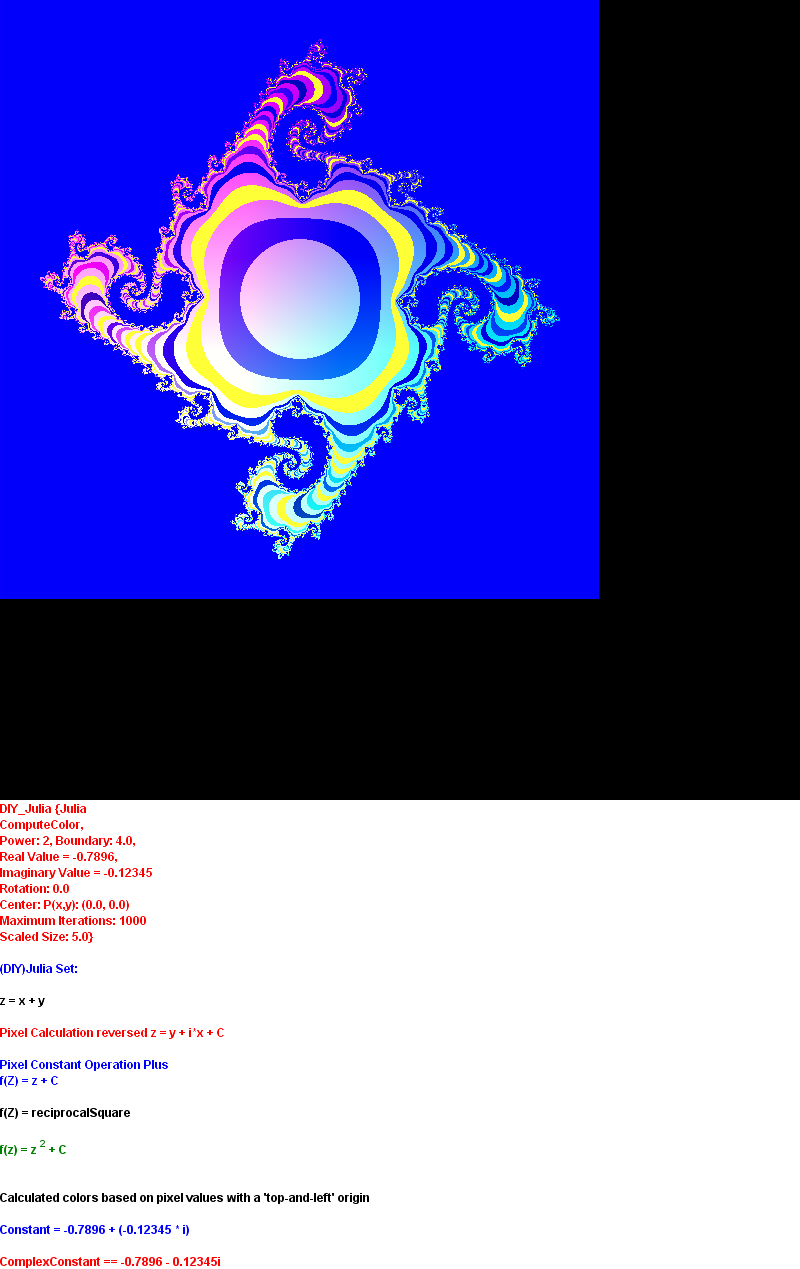 DIY_Julia {Julia
ComputeColor,
Power: 2, Boundary: 4.0,
Real Value = -0.7896,
Imaginary Value = -0.12345
Rotation: 0.0
Center: P(x,y): (0.0, 0.0)
Maximum Iterations: 1000
Scaled Size: 5.0}
(DIY)Julia Set:
z = x + y
Pixel Calculation reversed z = y + i*x + C
Pixel Constant Operation Plus
f(Z) = z + C
f(Z) = reciprocalSquare
f(z) = z 2 + C
Calculated colors based on pixel values with a 'top-and-left' origin
Constant = -0.7896 + (-0.12345 * i)
ComplexConstant == -0.7896 - 0.12345i